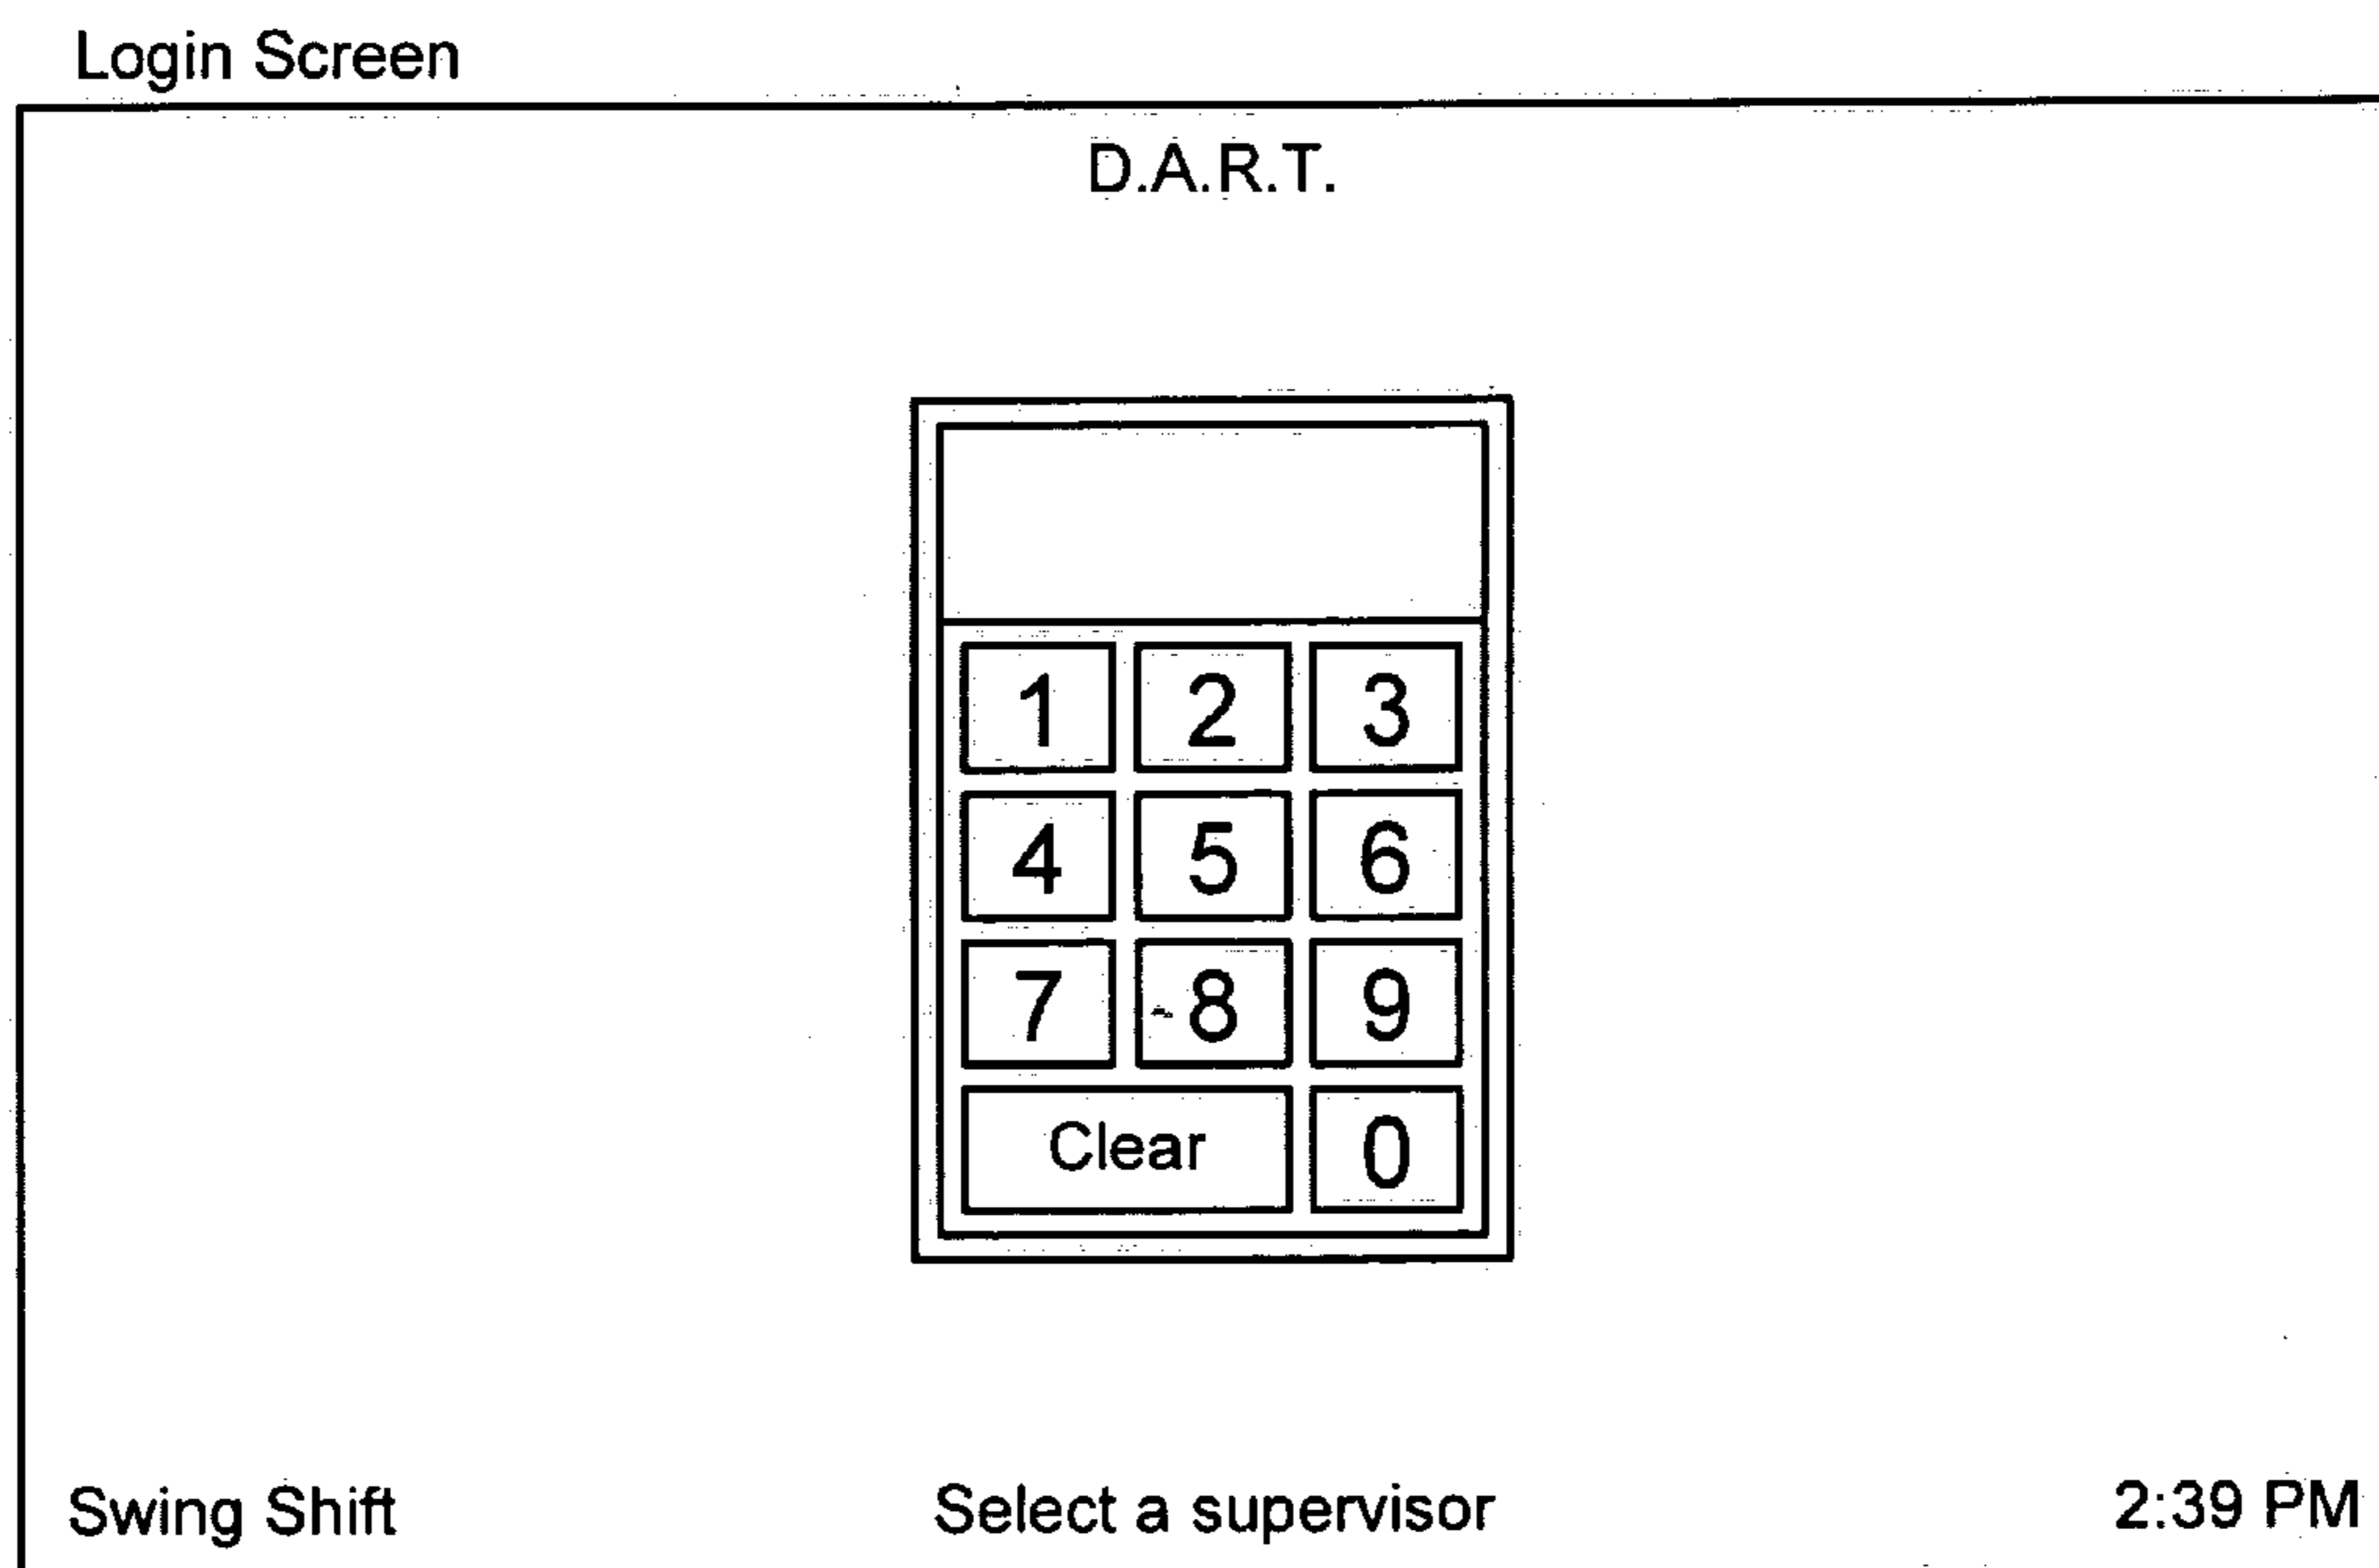 Login Screen
D.A.R.T.
1 2 3
4 5 6
7 8 9
Clear 0
Swing Shift Select a supervisor 2:39 PM